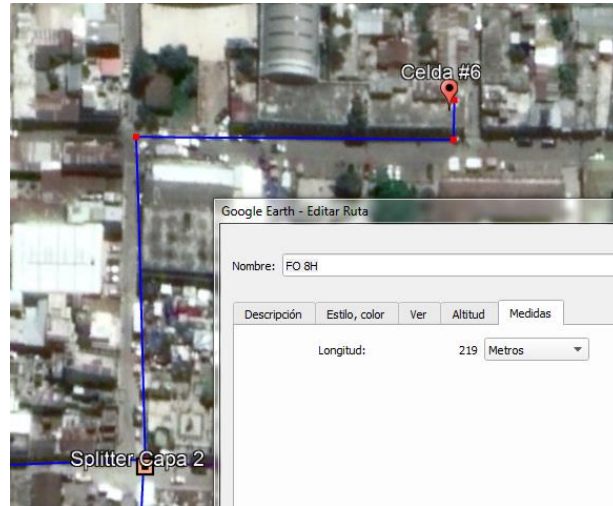 Celda #6
Google Earth - Editar Ruta
Nombre: FO 8H
Descripción Estilo, color Ver Altitud Medidas
Longitud: 219 Metros
Splitter Capa 2